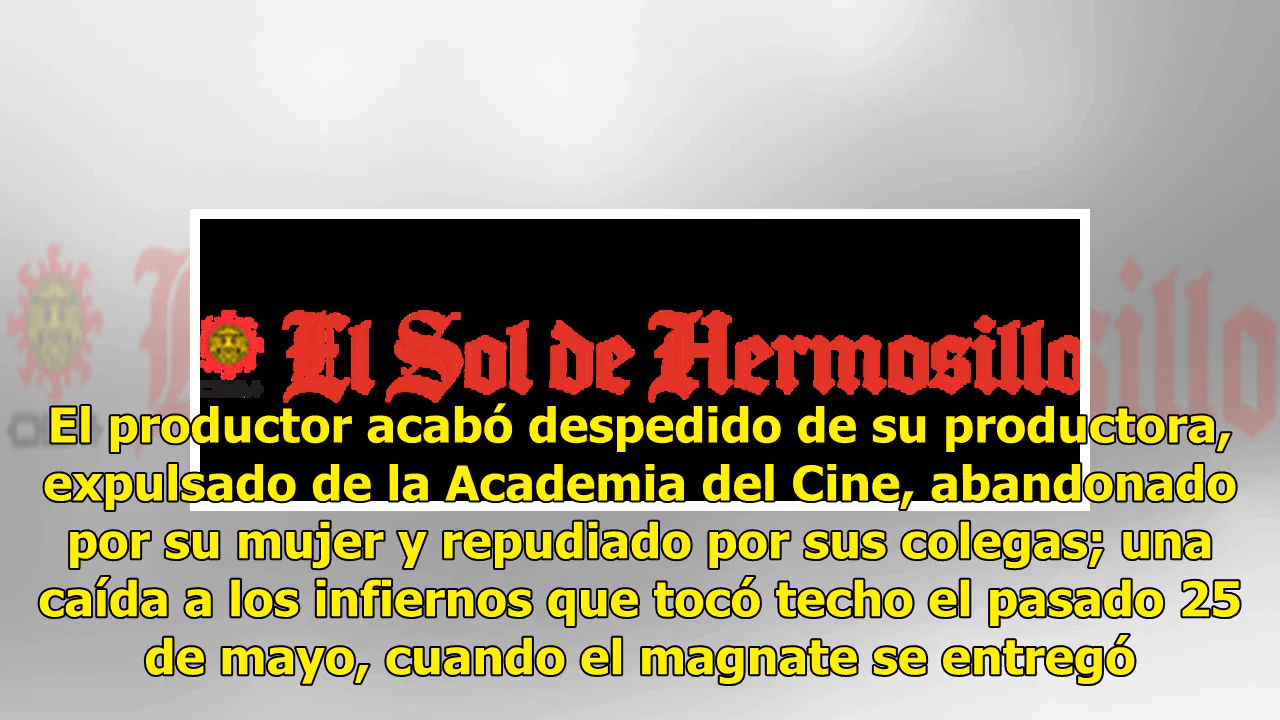 El Sol de Hermosillo
El productor acabó despedido de su productora,
expulsado de la Academia del Cine, abandonado
por su mujer y repudiado por sus colegas; una
caída a los infiernos que tocó techo el pasado 25
de mayo, cuando el magnate se entregó